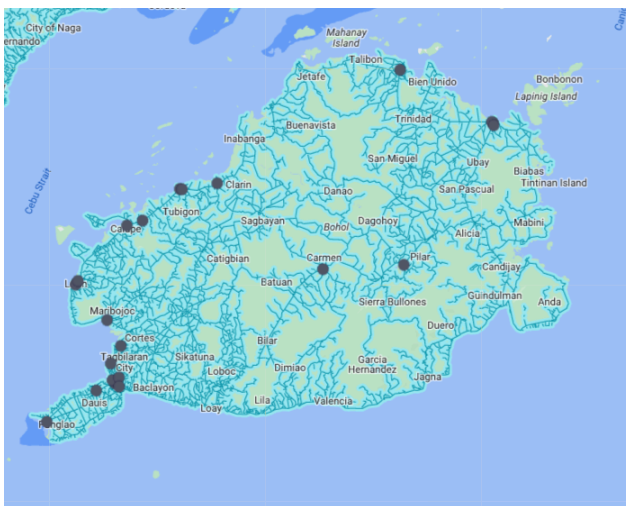 City of Naga
ernando
Mahanay
Island
Talibon
Jetafe
Bien Unido
Bonbonon
Lapinig Island
Buenavista
Trinidad
Inabanga
San Miguel
Ubay
Biabas
Tintinan Island
Cebu Strait
Clarin
Danao
San Pascual
Tubigon
Sagbayan
Bohol
Dagohoy
Mabini
Alicia
Catigbian
Carmen
Pilar
Candijay
Batuan
Sierra Bullones
Guindulman
Anda
Maribojoc
Duero
Cortes
Bilar
Tagbilaran
City
Sikatuna
Loboc
Dimiao
Garcia
Hernandez
Jagna
Baclayon
Dauis
Loay
Lila
Valencia